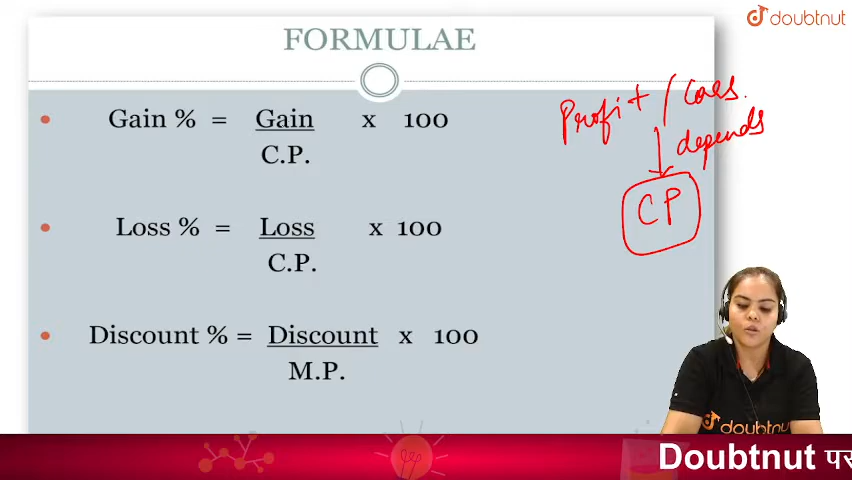 doubtnut
FORMULAE
Gain % = Gain x 100
C.P.
Loss % = Loss x 100
C.P.
Discount % = Discount x 100
M.P.
Profit / Loss.
depends
CP
doubtnut
Doubtnut पर